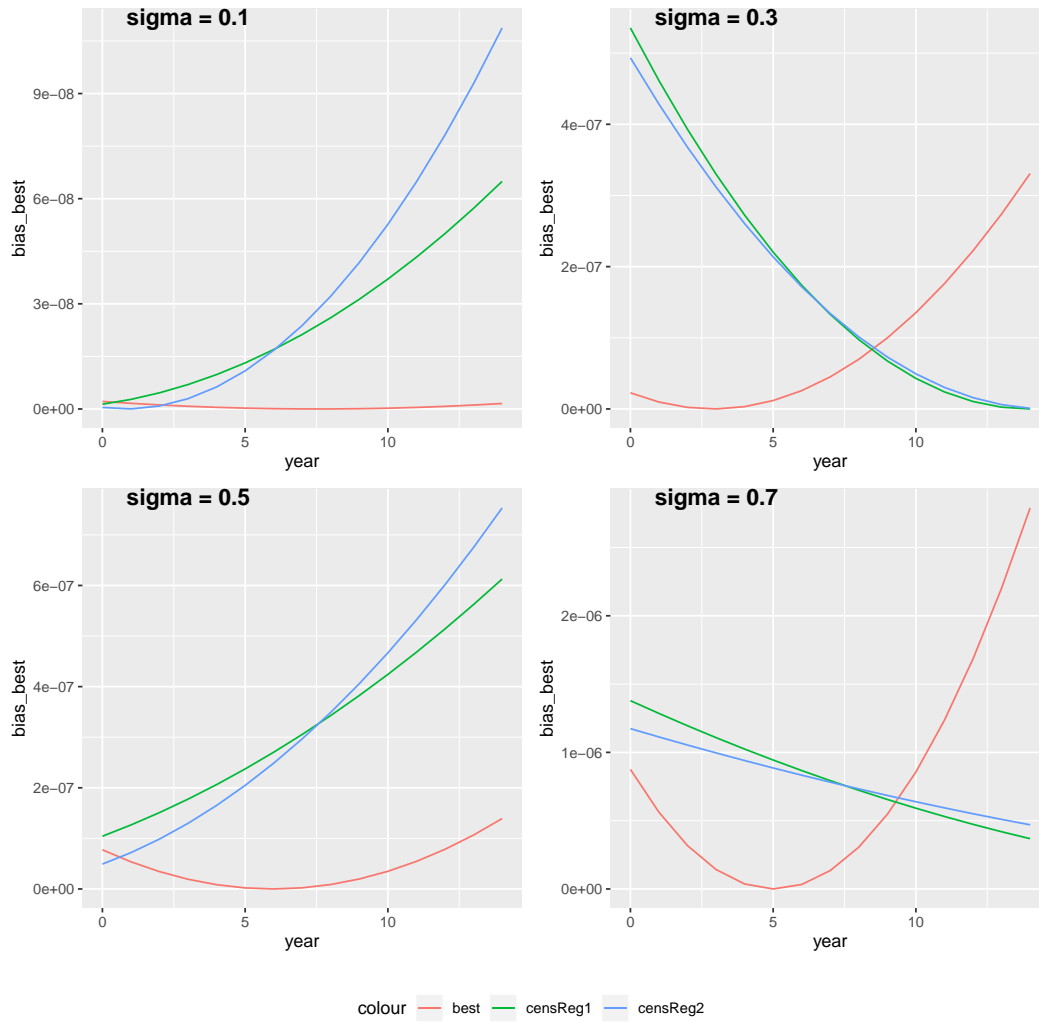 sigma = 0.1
bias_best
9e−08
6e−08
3e−08
0e+00
0 5 10
year
sigma = 0.3
bias_best
4e−07
2e−07
0e+00
0 5 10
year
sigma = 0.5
bias_best
6e−07
4e−07
2e−07
0e+00
0 5 10
year
sigma = 0.7
bias_best
2e−06
1e−06
0e+00
0 5 10
year
colour best censReg1 censReg2